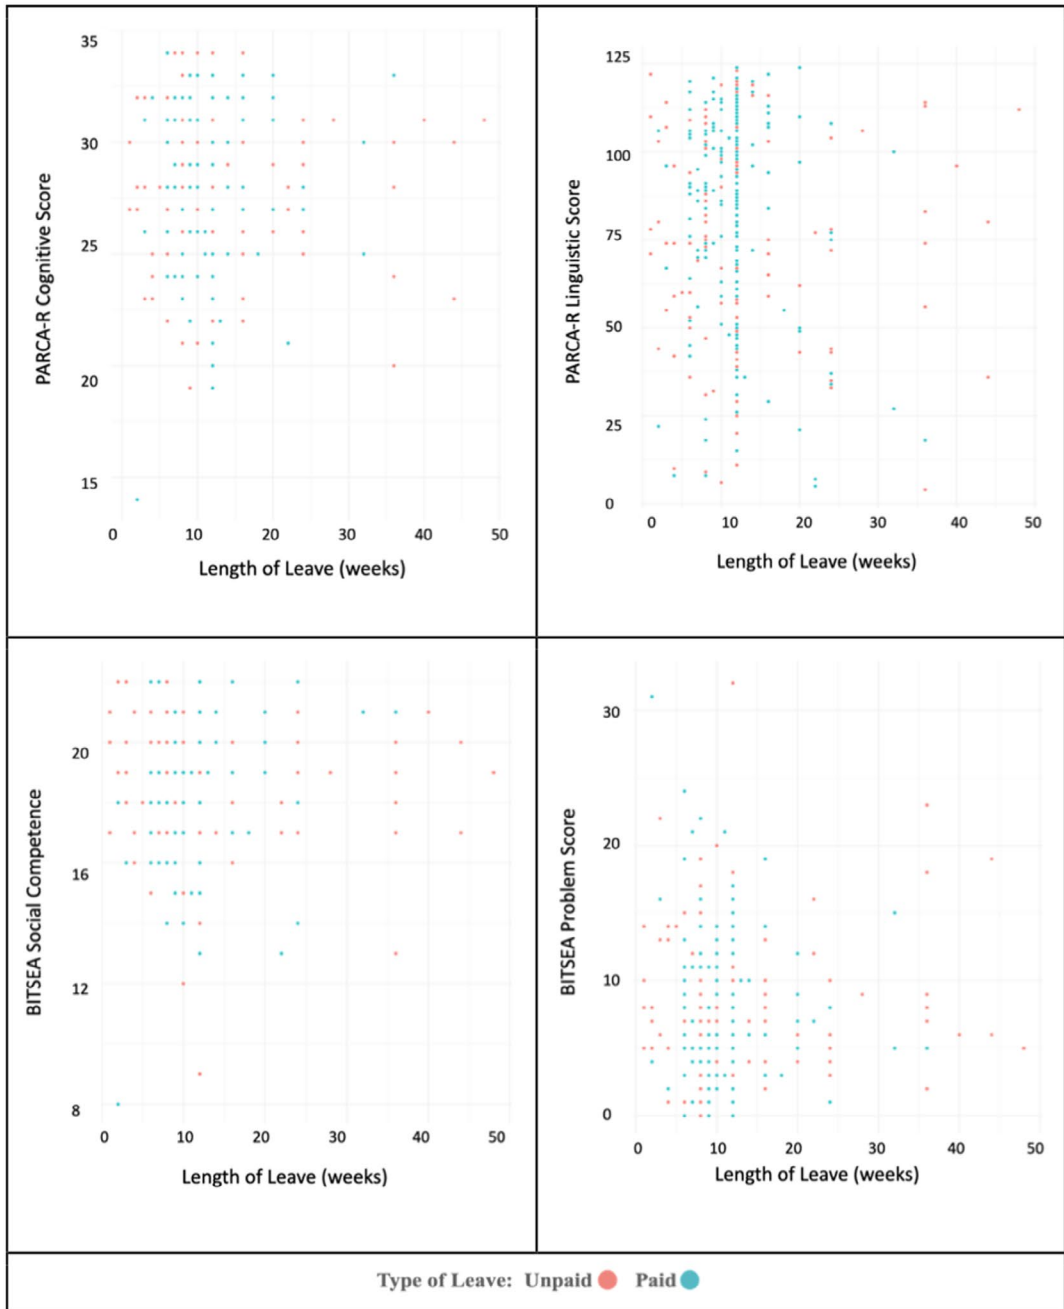 35
30
25
20
15
PARCA-R Cognitive Score
0 10 20 30 40 50
Length of Leave (weeks)
125
100
75
50
25
0
PARCA-R Linguistic Score
0 10 20 30 40 50
Length of Leave (weeks)
20
16
12
8
BITSEA Social Competence
0 10 20 30 40 50
Length of Leave (weeks)
30
20
10
0
BITSEA Problem Score
0 10 20 30 40 50
Length of Leave (weeks)
Type of Leave: Unpaid Paid